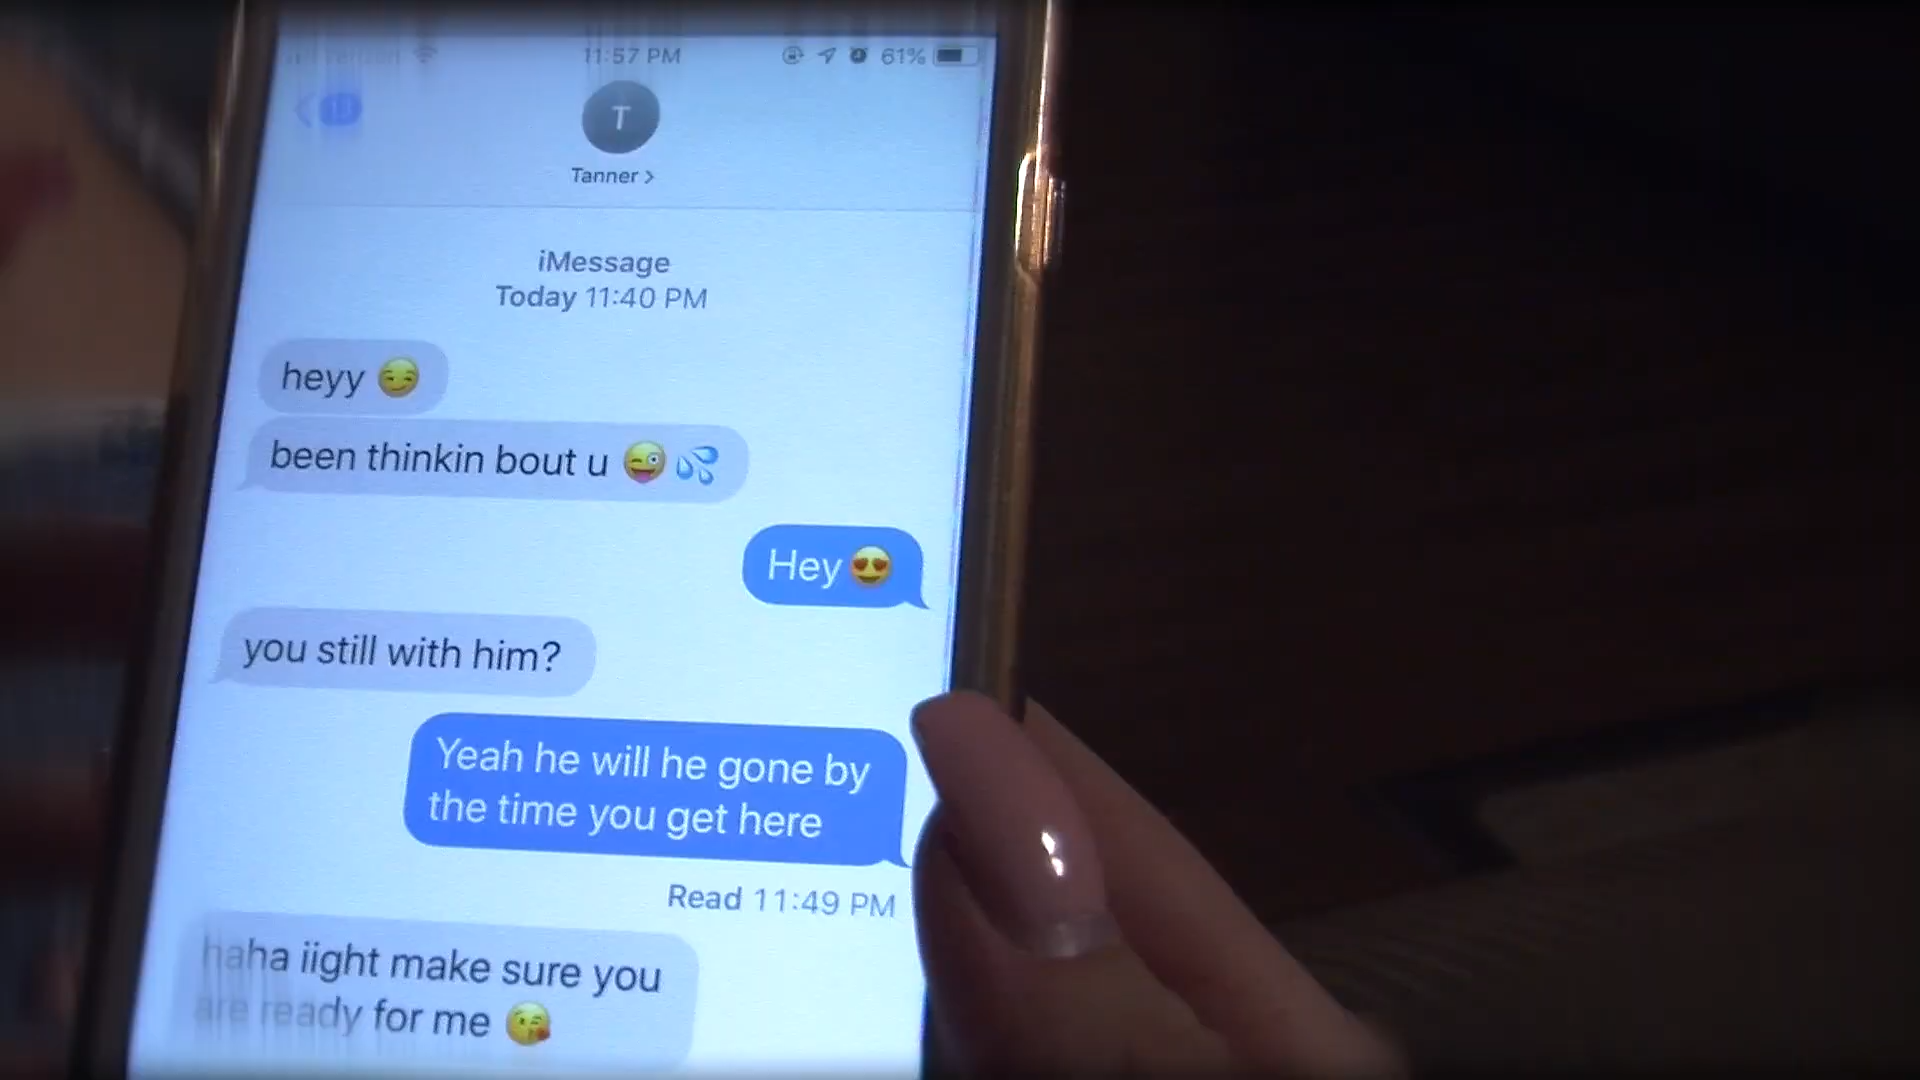 11:57 PM
61%
T
Tanner >
iMessage
Today 11:40 PM
heyy 😏
been thinkin bout u 😜 💦
Hey 😍
you still with him?
Yeah he will he gone by
the time you get here
Read 11:49 PM
haha iight make sure you
are ready for me 😘